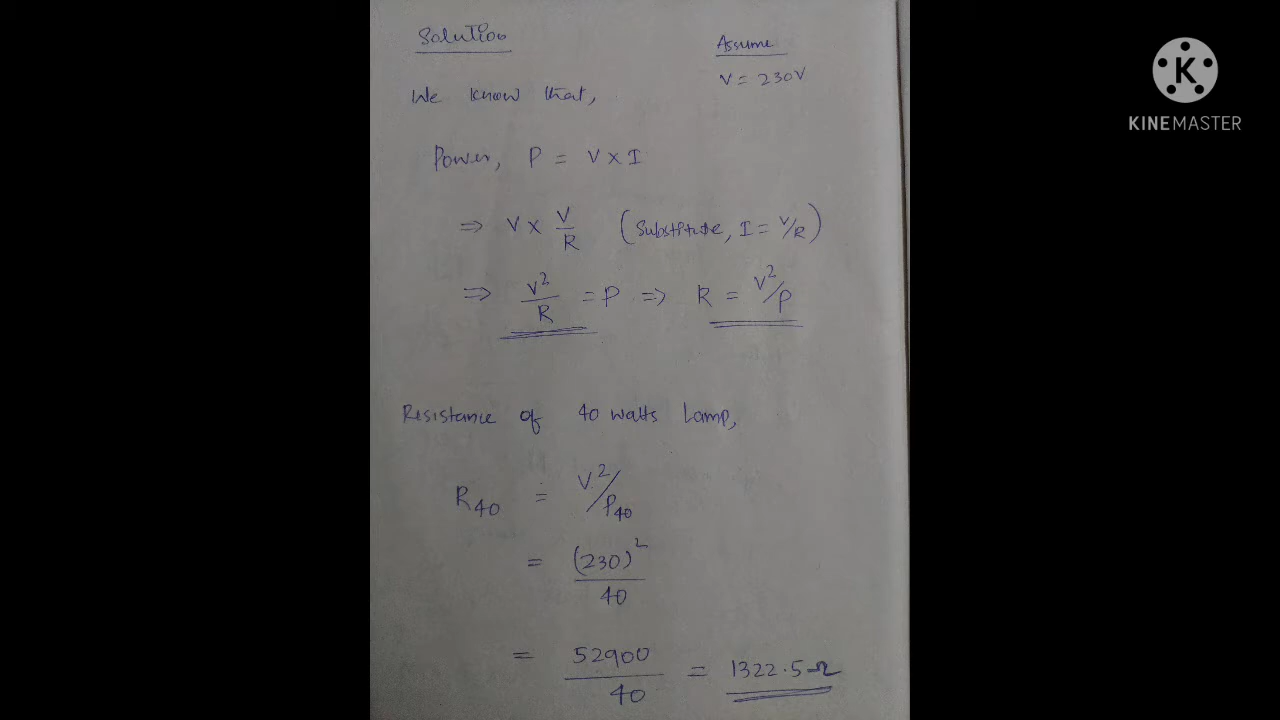 Solution
Assume
V = 230V
We know that,
Power, P = V × I
⇒ V × V/R (Substitute, I = V/R)
⇒ V²/R = P ⇒ R = V²/P
Resistance of 40 watts Lamp,
R40 = V²/P40
= (230)²/40
= 52900/40 = 1322.5Ω
K
KINEMASTER